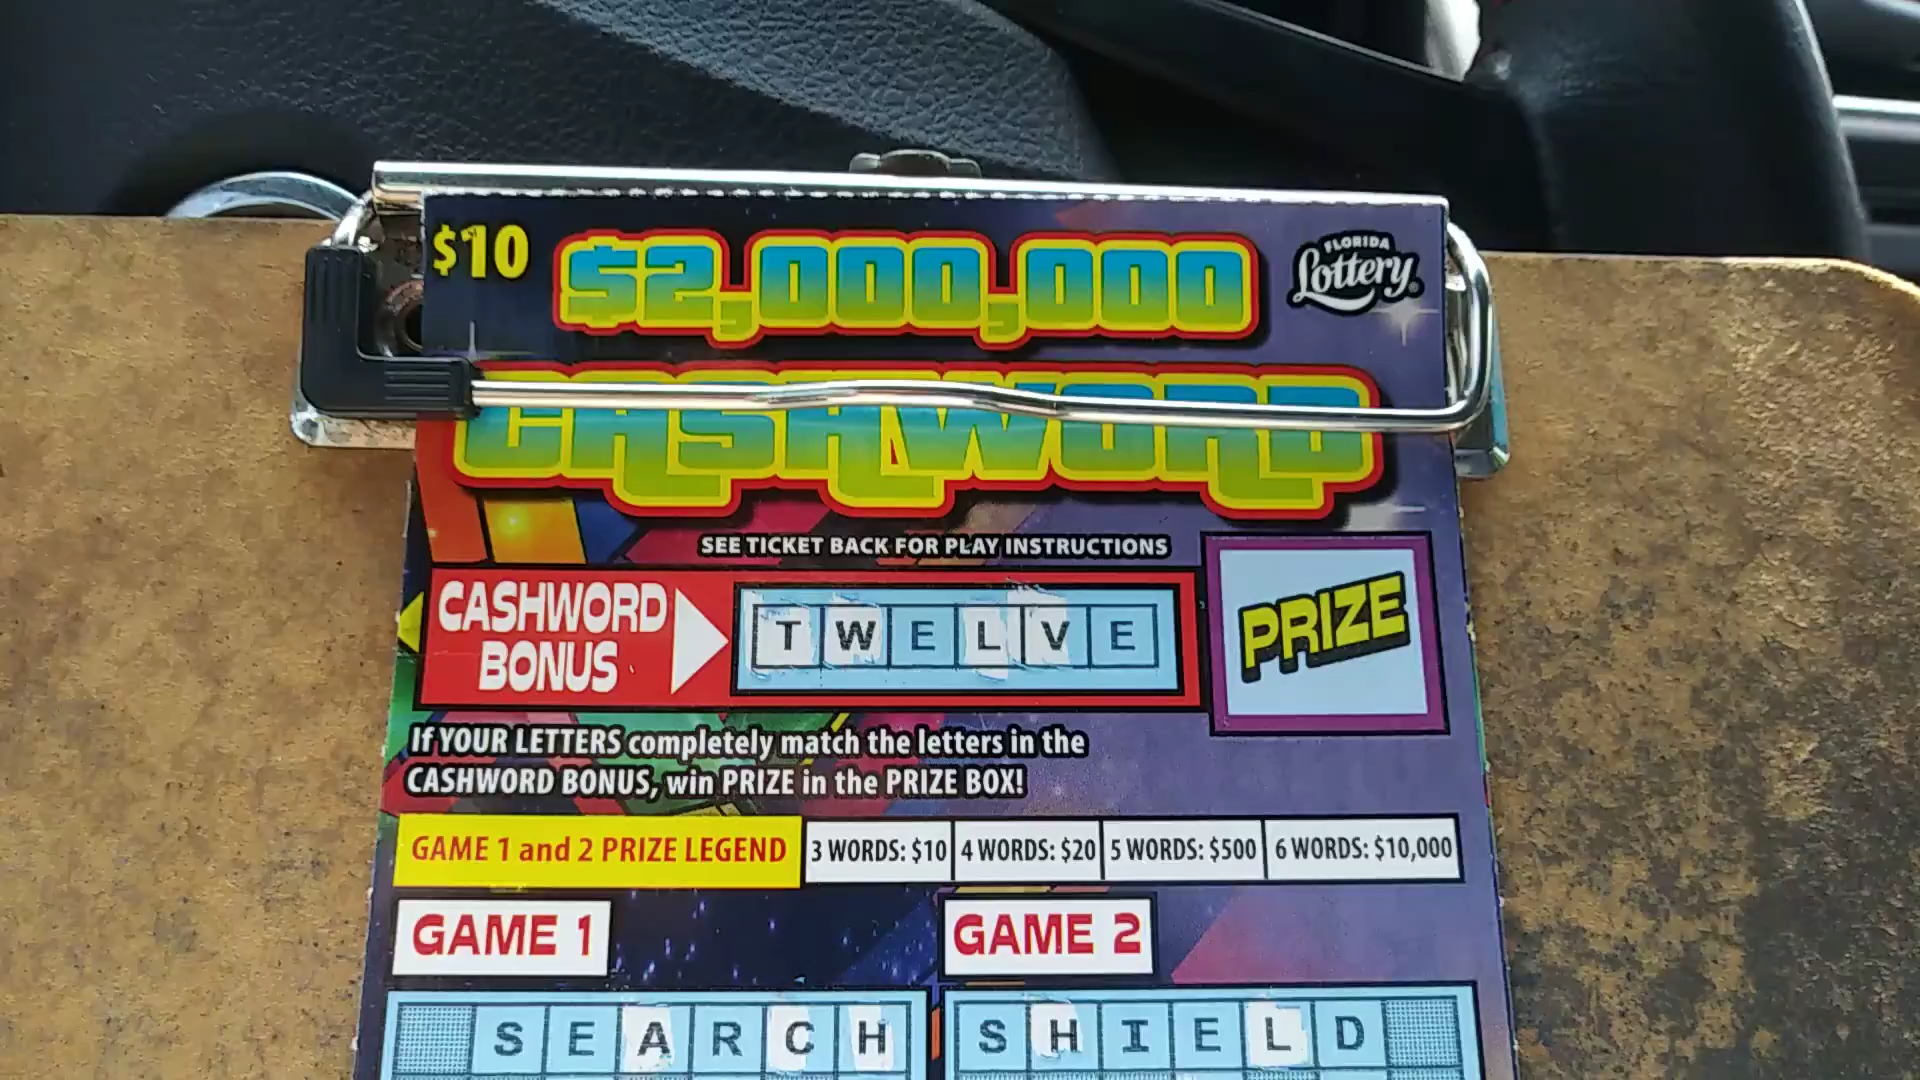 $10
$2,000,000
FLORIDA
Lottery®
CASHWORD
SEE TICKET BACK FOR PLAY INSTRUCTIONS
CASHWORD
BONUS
TWELVE
PRIZE
If YOUR LETTERS completely match the letters in the
CASHWORD BONUS, win PRIZE in the PRIZE BOX!
GAME 1 and 2 PRIZE LEGEND
3 WORDS: $10
4 WORDS: $20
5 WORDS: $500
6 WORDS: $10,000
GAME 1
GAME 2
SEARCH
SHIELD